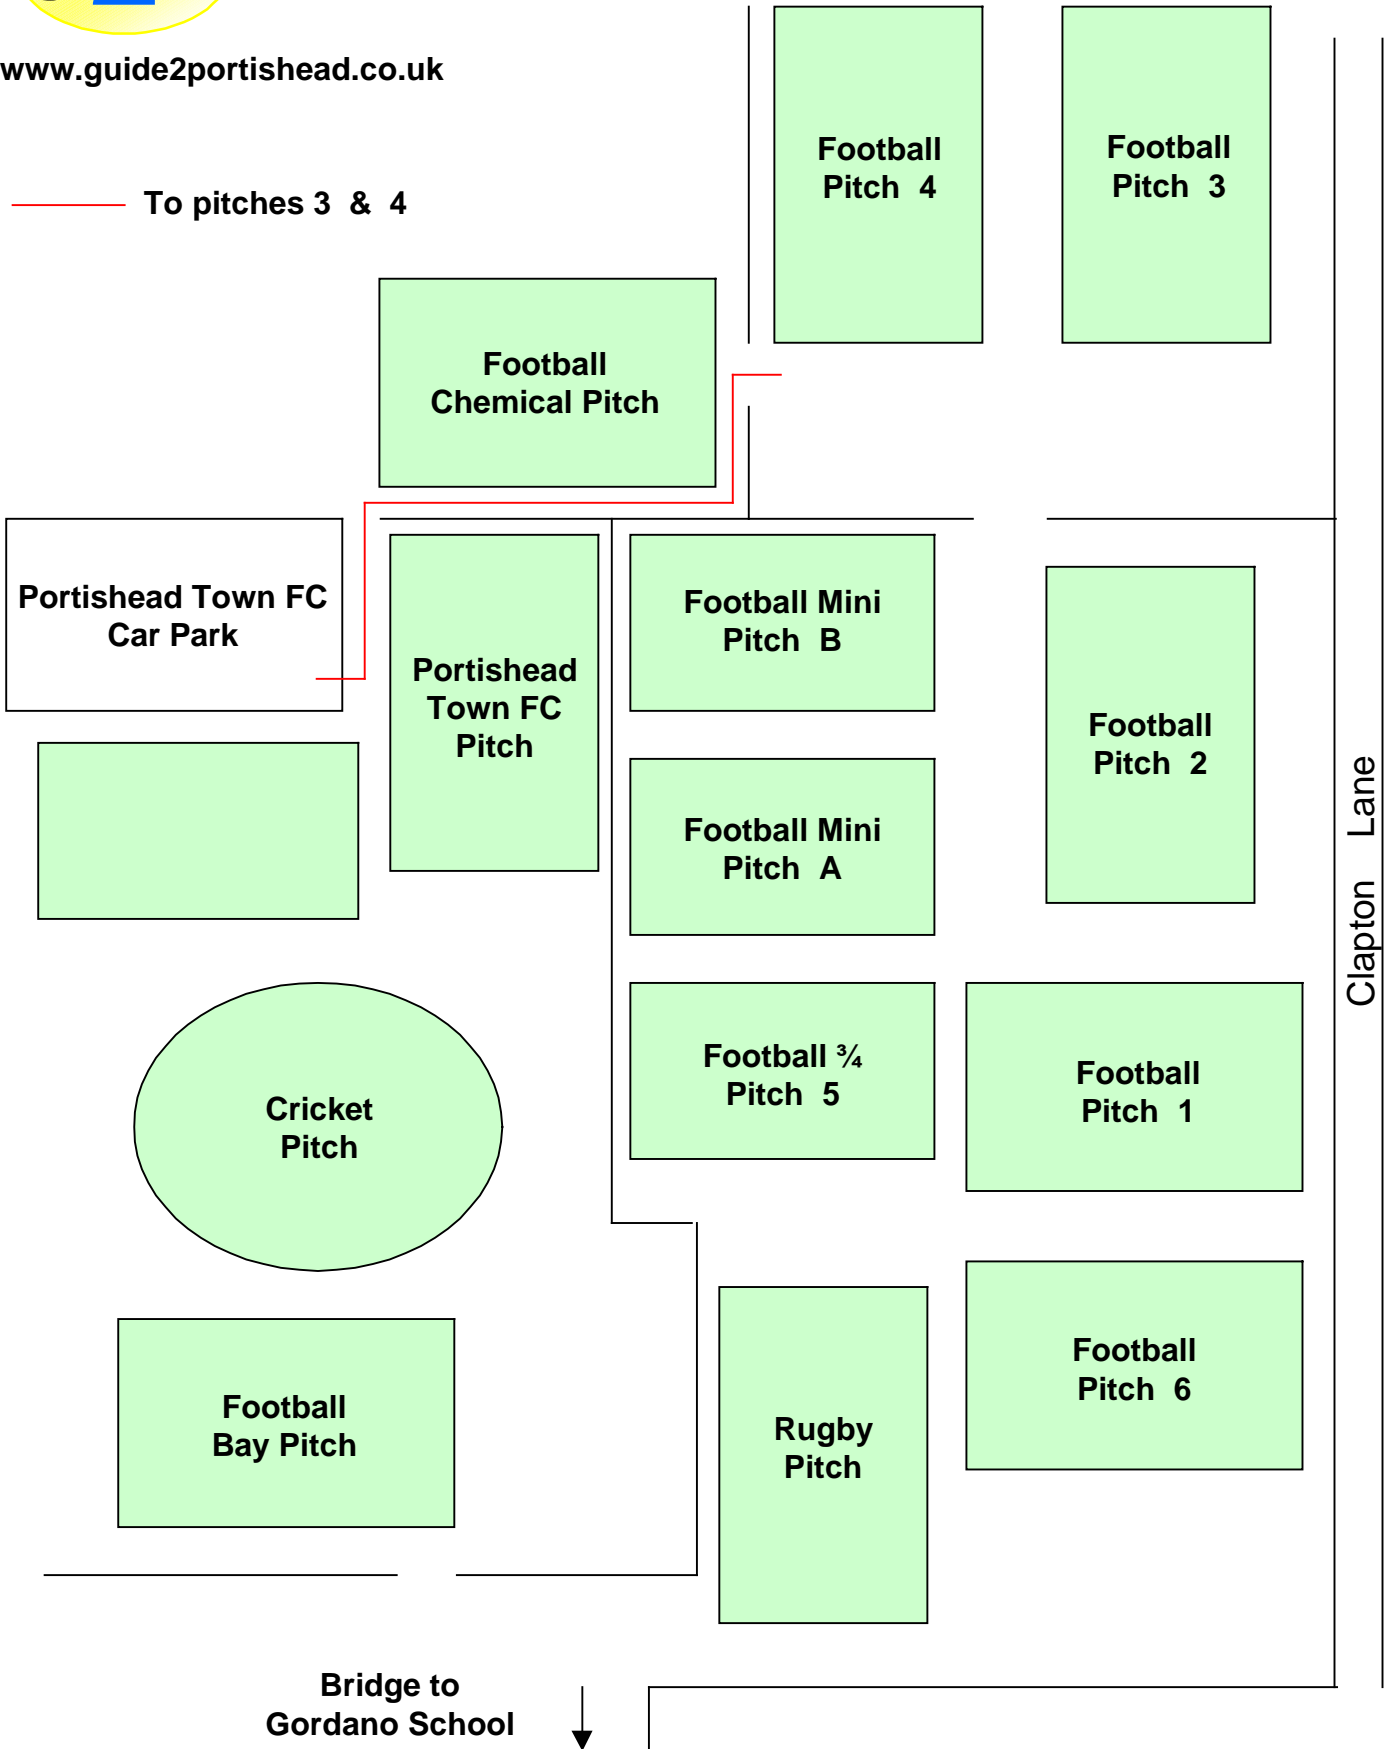 www.guide2portishead.co.uk
To pitches 3 & 4
Football
Pitch 4
Football
Pitch 3
Football
Chemical Pitch
Portishead Town FC
Car Park
Portishead
Town FC
Pitch
Football Mini
Pitch B
Football
Pitch 2
Football Mini
Pitch A
Clapton Lane
Football ¾
Pitch 5
Football
Pitch 1
Cricket
Pitch
Football
Bay Pitch
Rugby
Pitch
Football
Pitch 6
Bridge to
Gordano School